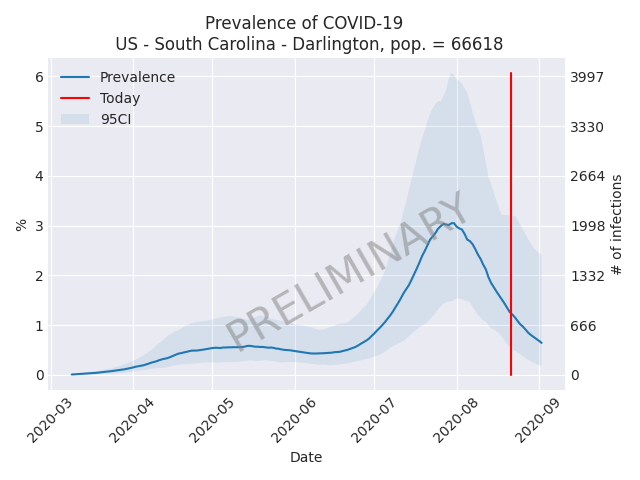 Prevalence of COVID-19
US - South Carolina - Darlington, pop. = 66618
Prevalence
Today
95CI
PRELIMINARY
6
5
4
3
2
1
0
%
3997
3330
2664
1998
1332
666
0
# of infections
2020-03
2020-04
2020-05
2020-06
2020-07
2020-08
2020-09
Date